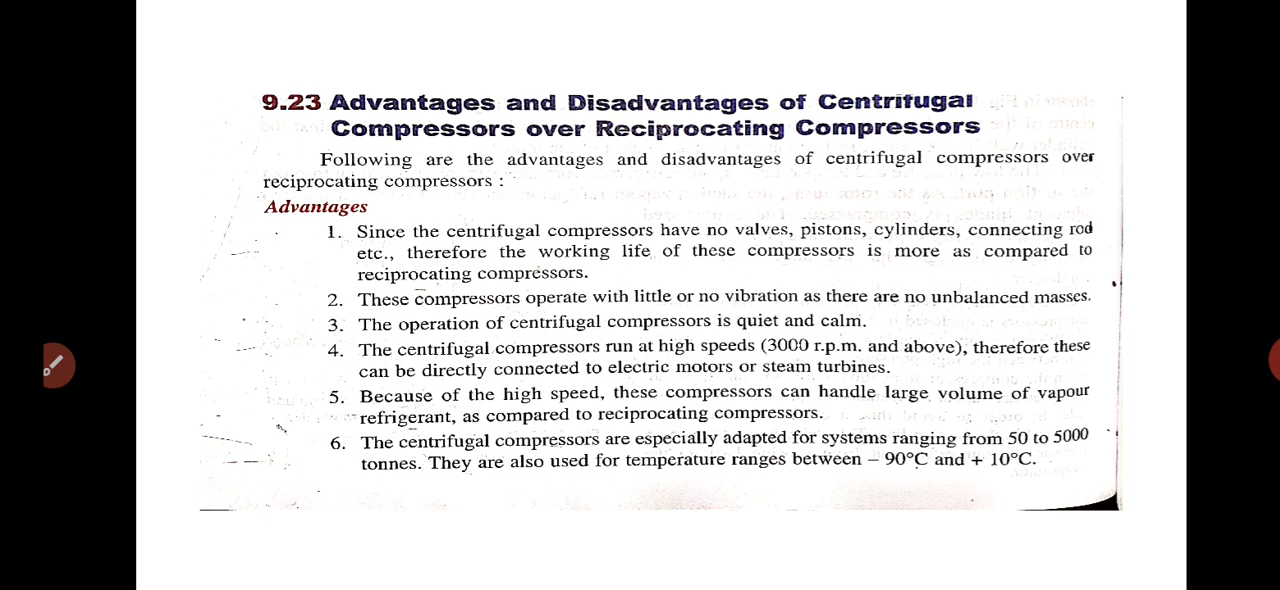 9.23 Advantages and Disadvantages of Centrifugal
Compressors over Reciprocating Compressors
Following are the advantages and disadvantages of centrifugal compressors over
reciprocating compressors :
Advantages
1. Since the centrifugal compressors have no valves, pistons, cylinders, connecting rod
etc., therefore the working life of these compressors is more as compared to
reciprocating compressors.
2. These compressors operate with little or no vibration as there are no unbalanced masses.
3. The operation of centrifugal compressors is quiet and calm.
4. The centrifugal compressors run at high speeds (3000 r.p.m. and above), therefore these
can be directly connected to electric motors or steam turbines.
5. Because of the high speed, these compressors can handle large volume of vapour
refrigerant, as compared to reciprocating compressors.
6. The centrifugal compressors are especially adapted for systems ranging from 50 to 5000
tonnes. They are also used for temperature ranges between – 90°C and + 10°C.